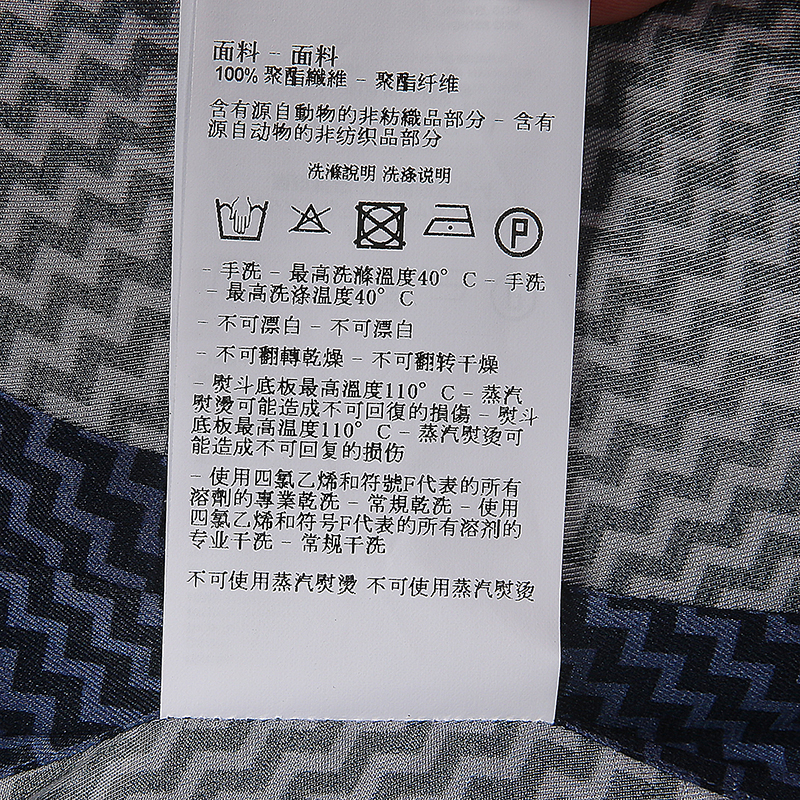 面料 - 面料
100% 聚酯纖維 - 聚酯纤维
含有源自動物的非紡織品部分 - 含有
源自动物的非纺织品部分
洗滌說明 洗涤说明
P
- 手洗 - 最高洗滌溫度40° C - 手洗
- 最高洗涤温度40° C
- 不可漂白 - 不可漂白
- 不可翻轉乾燥 - 不可翻转干燥
- 熨斗底板最高溫度110° C - 蒸汽
熨燙可能造成不可回復的損傷 - 熨斗
底板最高温度110° C - 蒸汽熨烫可
能造成不可回复的损伤
- 使用四氯乙烯和符號F代表的所有
溶劑的專業乾洗 - 常規乾洗 - 使用
四氯乙烯和符号F代表的所有溶剂的
专业干洗 - 常规干洗
不可使用蒸汽熨燙 不可使用蒸汽熨烫